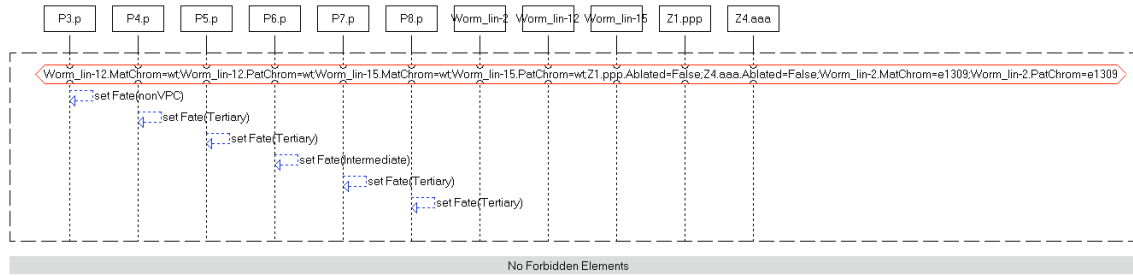 P3.p P4.p P5.p P6.p P7.p P8.p Worm_lin-2 Worm_lin-12 Worm_lin-15 Z1.ppp Z4.aaa
Worm_lin-12.MatChrom=wt;Worm_lin-12.PatChrom=wt;Worm_lin-15.MatChrom=wt;Worm_lin-15.PatChrom=wt;Z1.ppp.Ablated=False;Z4.aaa.Ablated=False;Worm_lin-2.MatChrom=e1309;Worm_lin-2.PatChrom=e1309
set Fate(nonVPC)
set Fate(Tertiary)
set Fate(Tertiary)
set Fate(Intermediate)
set Fate(Tertiary)
set Fate(Tertiary)
No Forbidden Elements